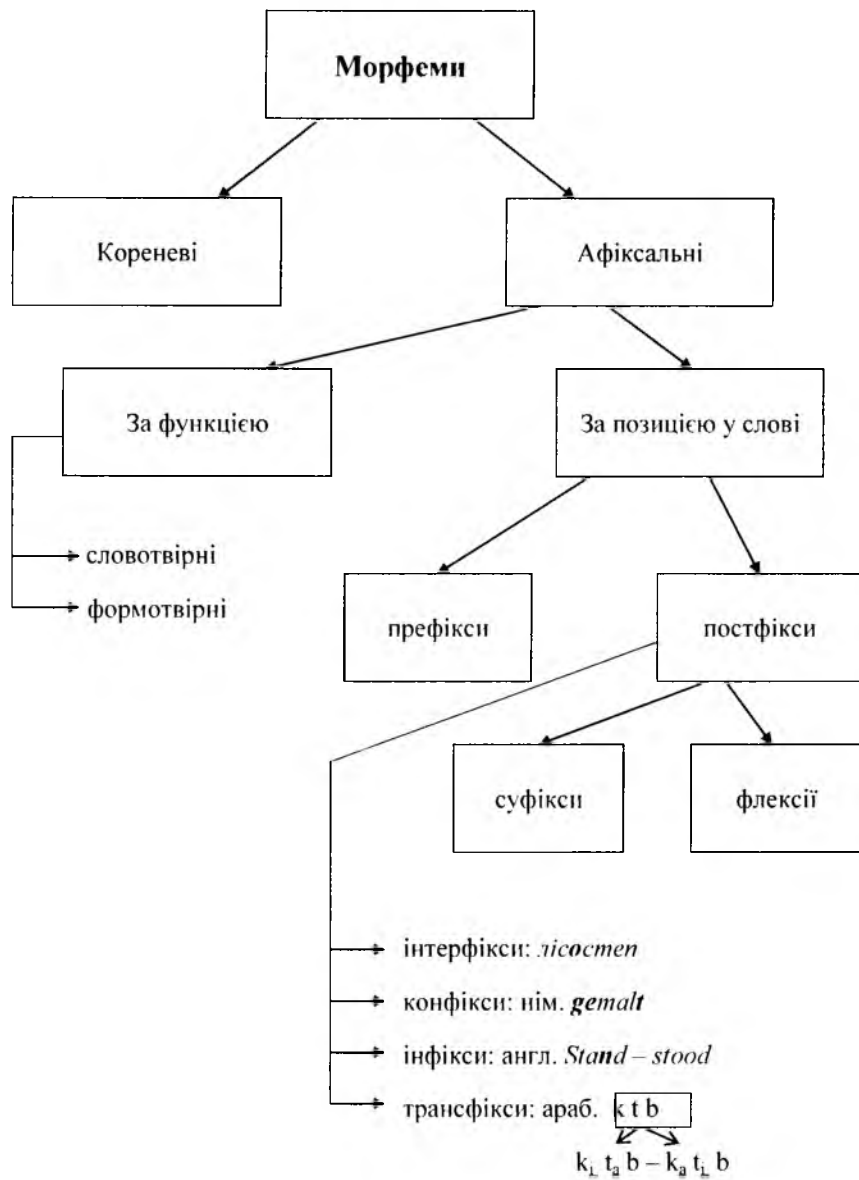 Морфеми
Кореневі
Афіксальні
За функцією
За позицією у слові
словотвірні
формотвірні
префікси
постфікси
суфікси
флексії
інтерфікси: лісостеп
конфікси: нім. gemalt
інфікси: англ. Stand – stood
трансфікси: араб. k t b
k i t a b – k a t i b